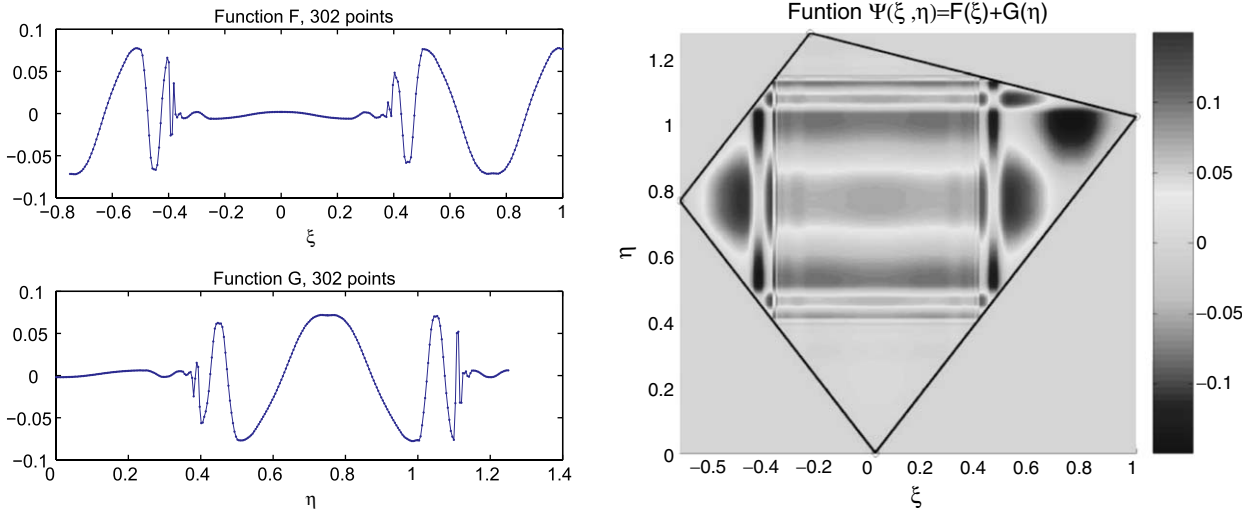 Function F, 302 points
0.1
0.05
0
−0.05
−0.1
−0.8 −0.6 −0.4 −0.2 0 0.2 0.4 0.6 0.8 1
ξ
Function G, 302 points
0.1
0.05
0
−0.05
−0.1
0 0.2 0.4 0.6 0.8 1 1.2 1.4
η
Funtion Ψ(ξ ,η)=F(ξ)+G(η)
1.2
1
0.8
0.6
0.4
0.2
0
η
−0.5 −0.4 −0.2 0 0.2 0.4 0.6 0.8 1
ξ
0.1
0.05
0
−0.05
−0.1